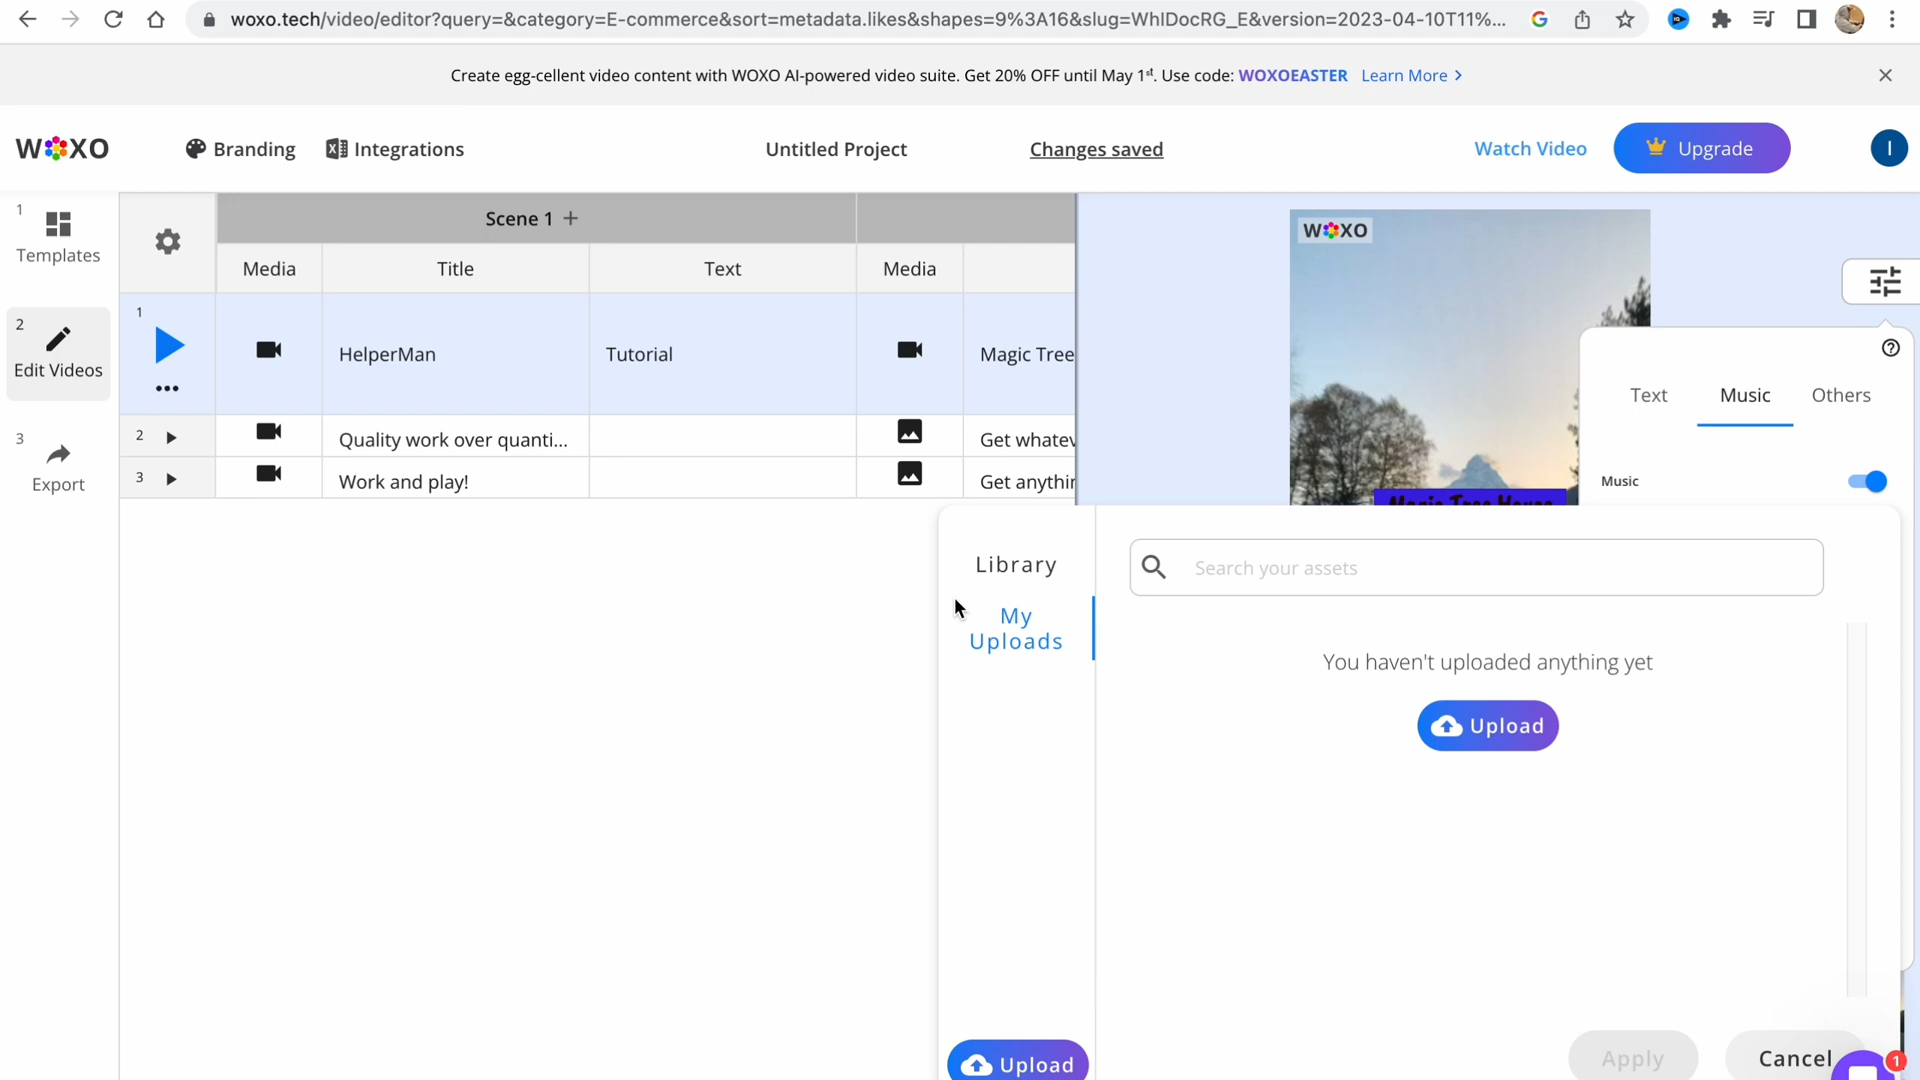 woxo.tech/video/editor?query=&category=E-commerce&sort=metadata.likes&shapes=9%3A16&slug=WhIDocRG_E&version=2023-04-10T11%...
Create egg-cellent video content with WOXO AI-powered video suite. Get 20% OFF until May 1st. Use code: WOXOEASTER Learn More >
WOXO Branding Integrations Untitled Project Changes saved Watch Video Upgrade I
1 Templates
2 Edit Videos
3 Export
Scene 1 +
Media Title Text Media
1 HelperMan Tutorial Magic Tree
2 Quality work over quanti... Get whatev
3 Work and play! Get anythin
WOXO
Magic Tree House
Text Music Others
Music
Library
My
Uploads
Search your assets
You haven't uploaded anything yet
Upload
Upload
Apply Cancel
1